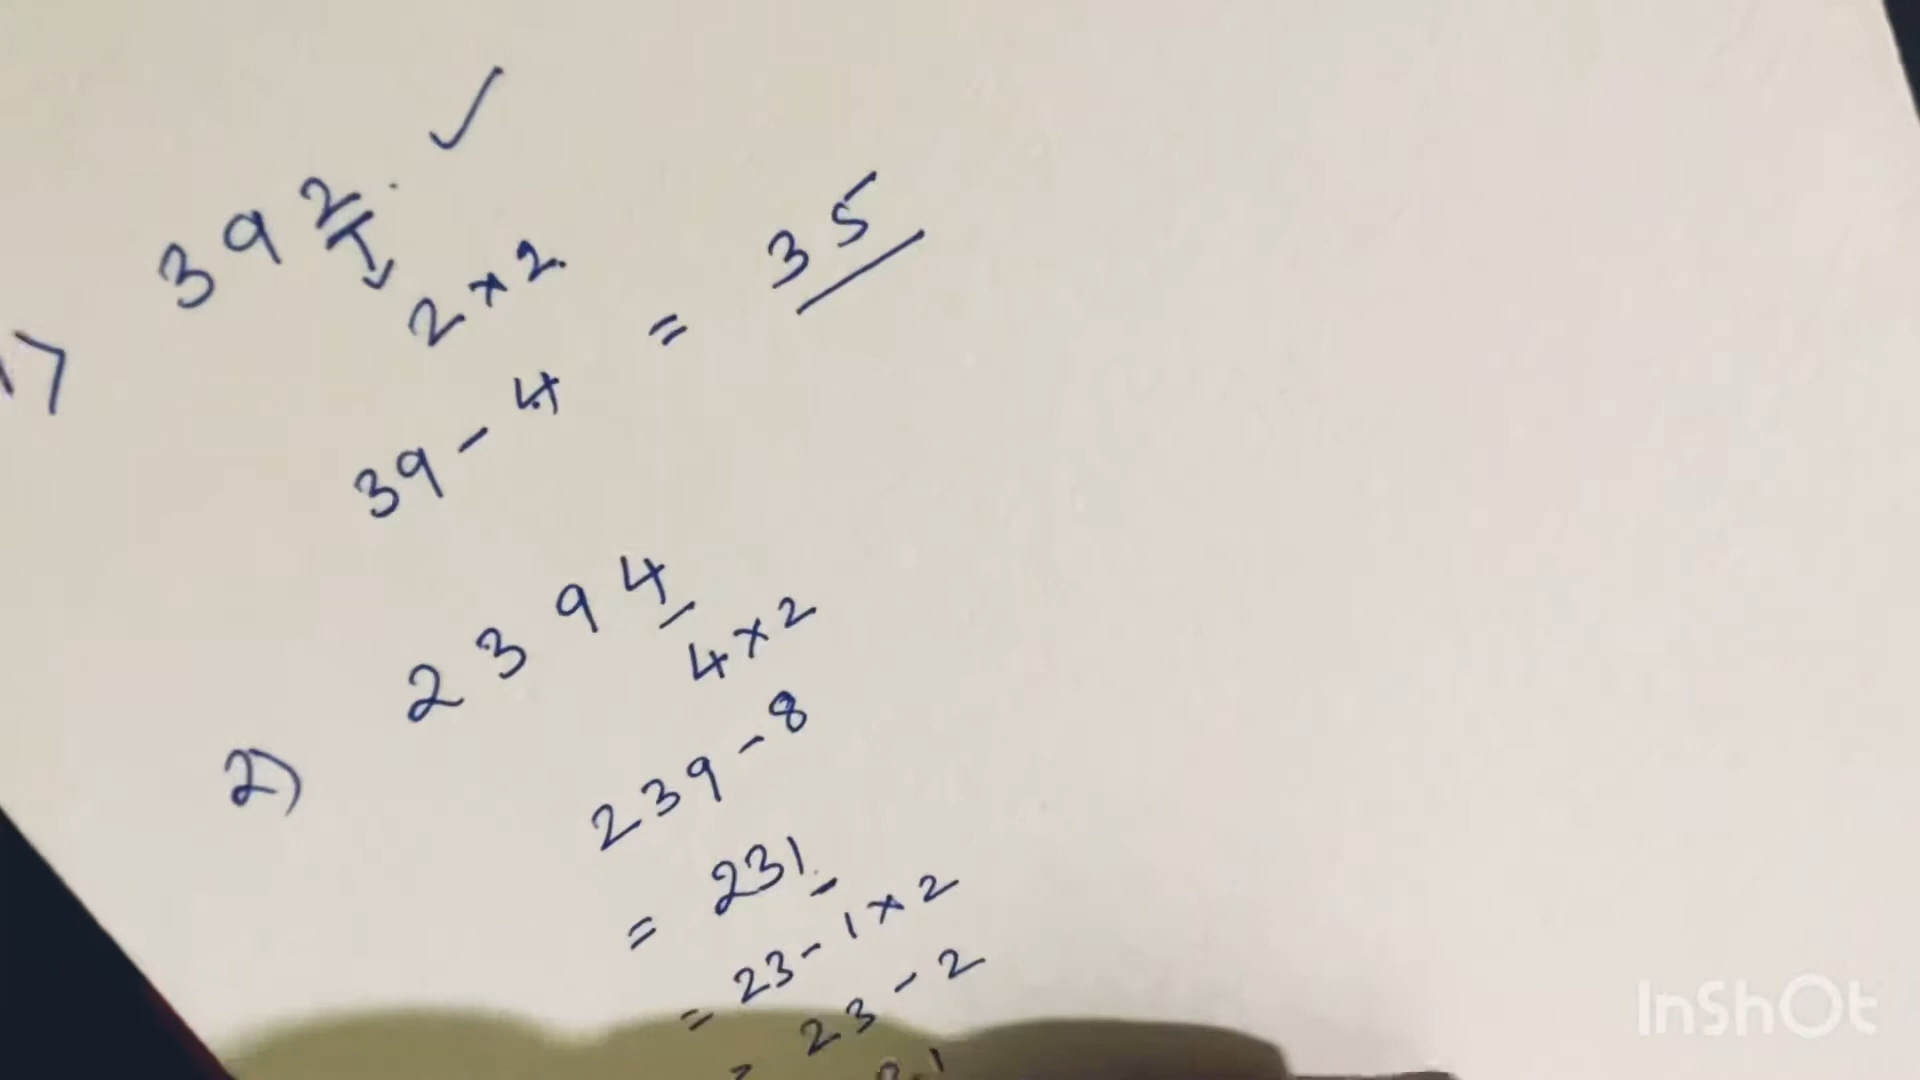 1) 392 ✓
2×2
39-4 = 35
2) 2394
4×2
239-8
= 231
= 23-1×2
= 23-2
InShOt